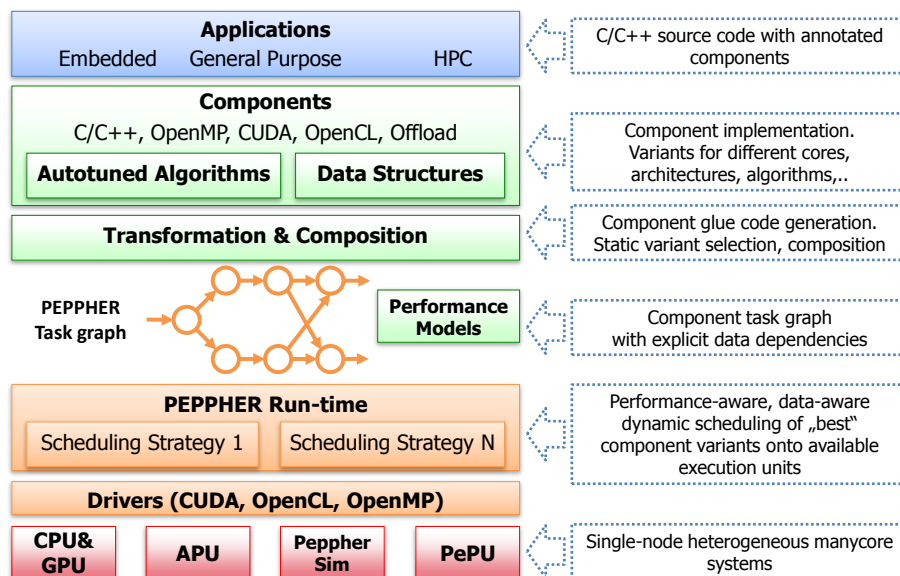 Applications
Embedded General Purpose HPC
C/C++ source code with annotated
components
Components
C/C++, OpenMP, CUDA, OpenCL, Offload
Autotuned Algorithms
Data Structures
Component implementation.
Variants for different cores,
architectures, algorithms,..
Transformation & Composition
Component glue code generation.
Static variant selection, composition
PEPPHER
Task graph
Performance
Models
Component task graph
with explicit data dependencies
PEPPHER Run-time
Scheduling Strategy 1
Scheduling Strategy N
Performance-aware, data-aware
dynamic scheduling of „best“
component variants onto available
execution units
Drivers (CUDA, OpenCL, OpenMP)
CPU&
GPU
APU
Peppher
Sim
PePU
Single-node heterogeneous manycore
systems